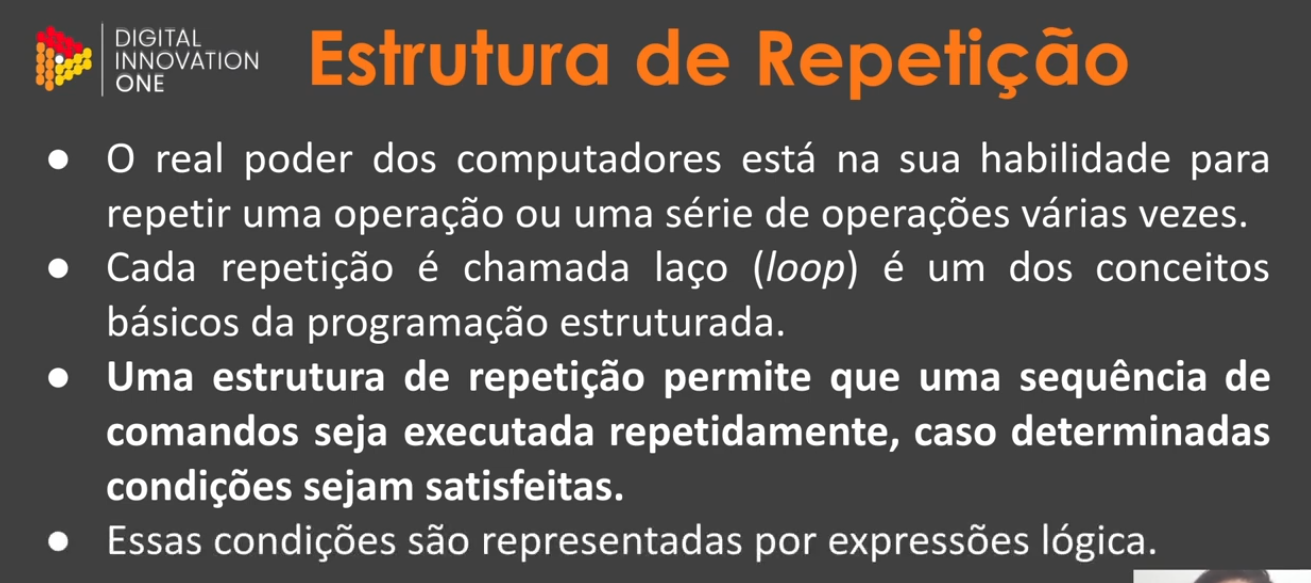 DIGITAL
INNOVATION
ONE
Estrutura de Repetição
● O real poder dos computadores está na sua habilidade para
repetir uma operação ou uma série de operações várias vezes.
● Cada repetição é chamada laço (loop) é um dos conceitos
básicos da programação estruturada.
● Uma estrutura de repetição permite que uma sequência de
comandos seja executada repetidamente, caso determinadas
condições sejam satisfeitas.
● Essas condições são representadas por expressões lógica.